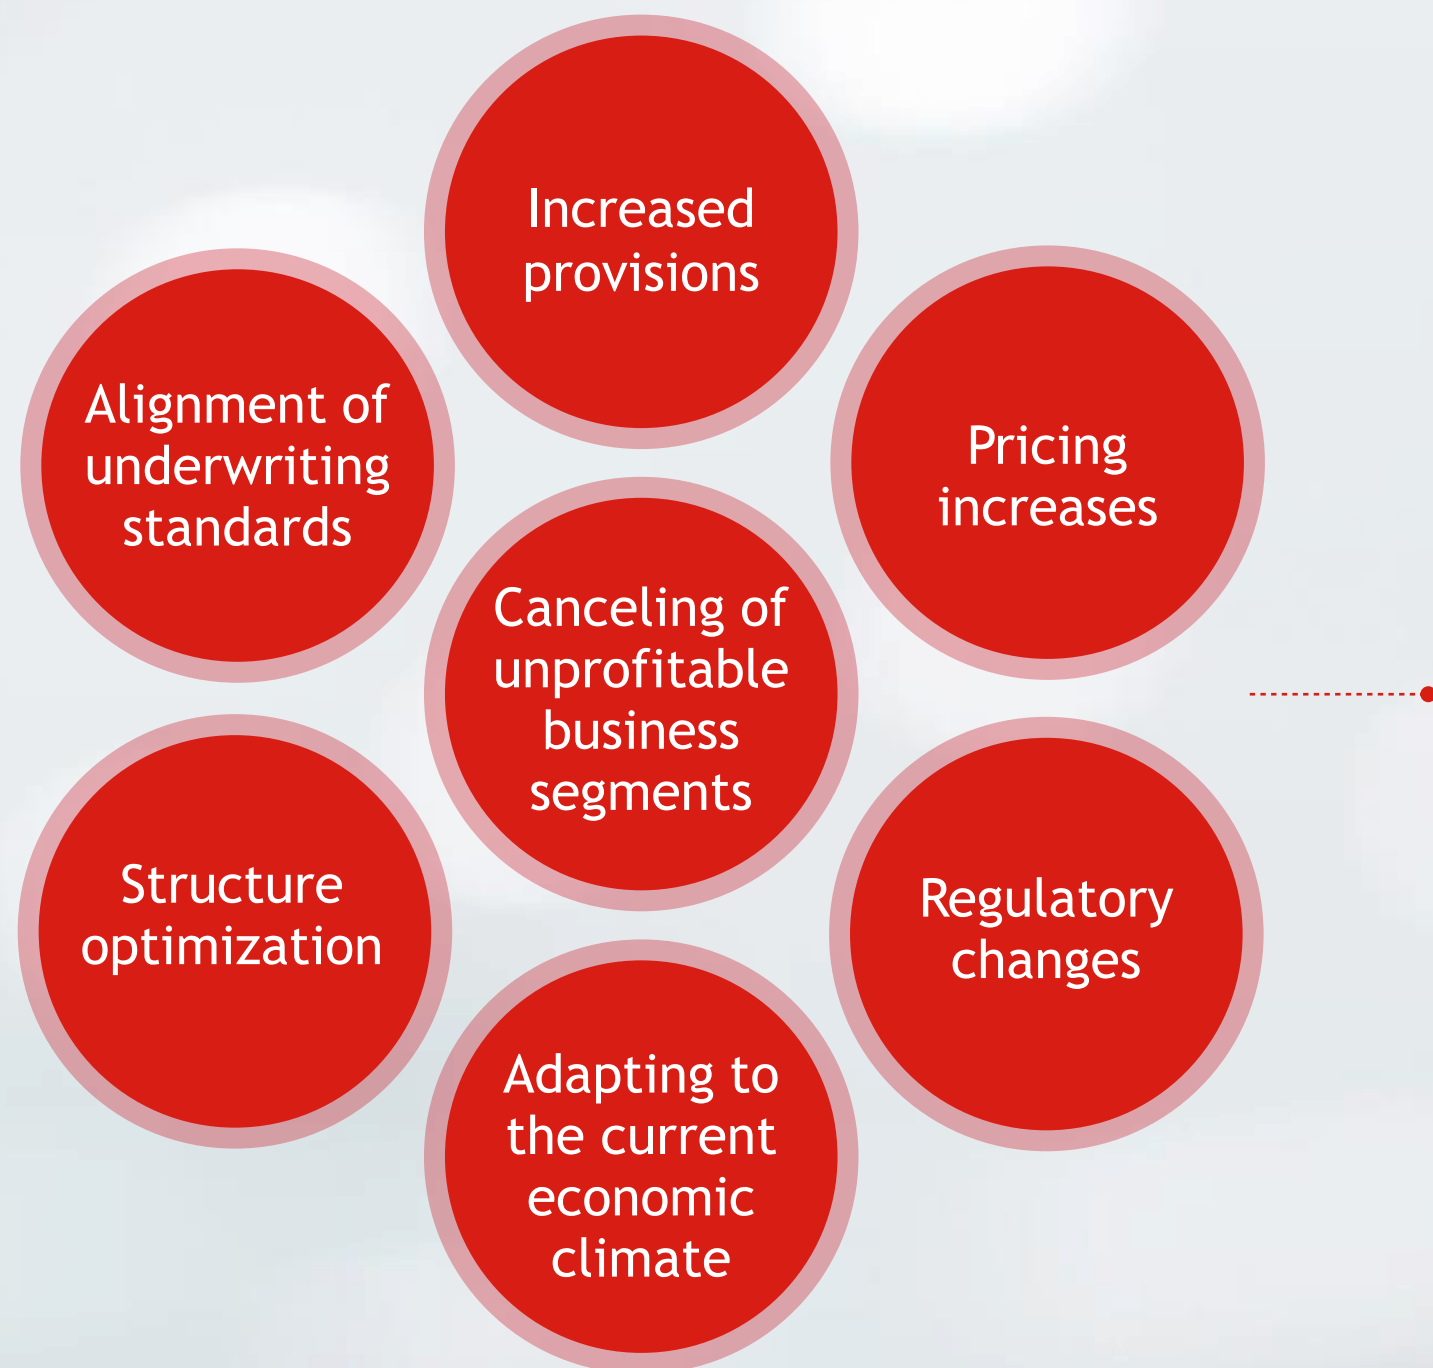 Increased
provisions
Alignment of
underwriting
standards
Pricing
increases
Canceling of
unprofitable
business
segments
Structure
optimization
Regulatory
changes
Adapting to
the current
economic
climate